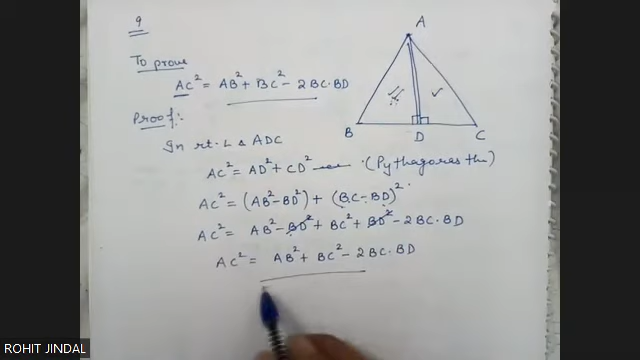 9
To prove
AC² = AB² + BC² - 2BC·BD
Proof:
In rt. L △ ADC
AC² = AD² + CD² (Pythagoras thm)
AC² = (AB² - BD²) + (BC - BD)²
AC² = AB² - BD² + BC² + BD² - 2BC·BD
AC² = AB² + BC² - 2BC·BD
A
B
D
C
ROHIT JINDAL